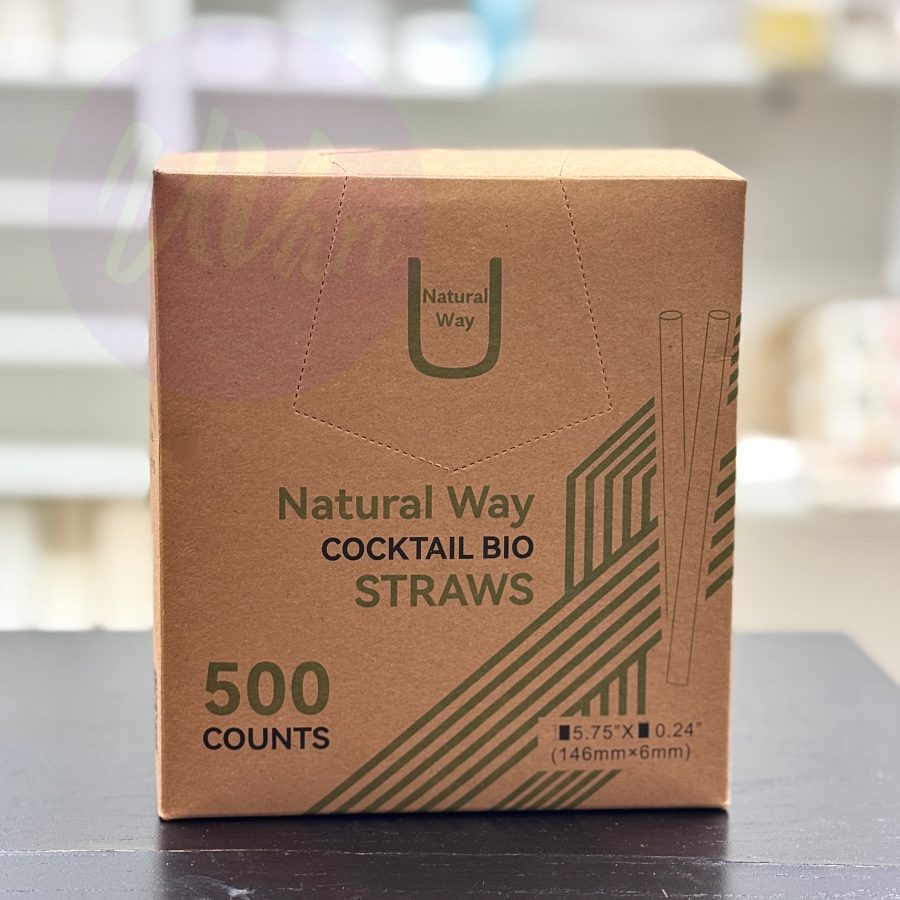 Natural
Way
Natural Way
COCKTAIL BIO
STRAWS
500
COUNTS
5.75"X 0.24"
(146mm×6mm)